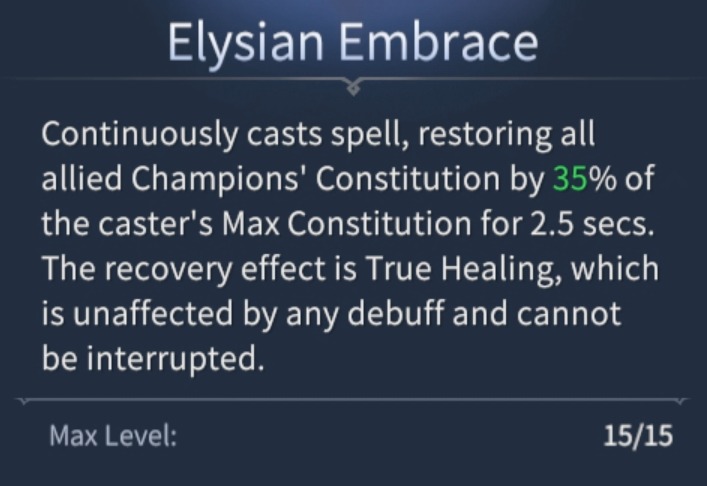 Elysian Embrace
Continuously casts spell, restoring all
allied Champions' Constitution by 35% of
the caster's Max Constitution for 2.5 secs.
The recovery effect is True Healing, which
is unaffected by any debuff and cannot
be interrupted.
Max Level: 15/15